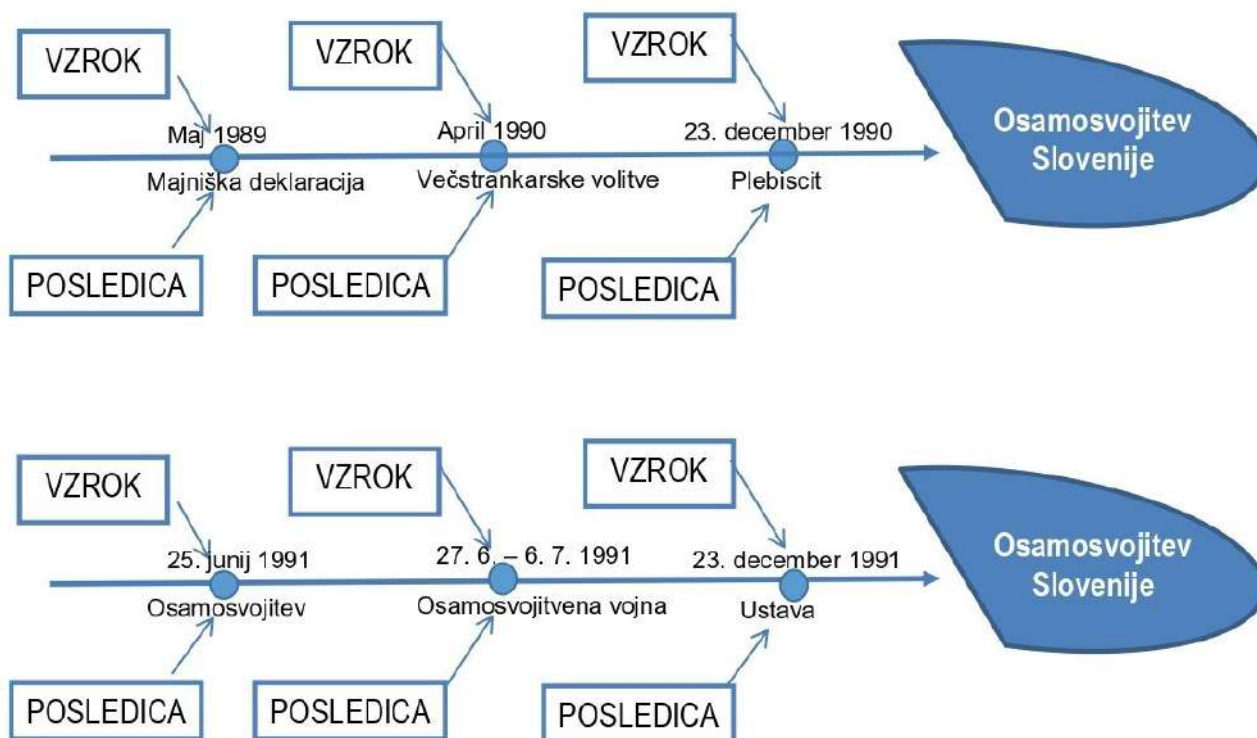 VZROK
VZROK
VZROK
Maj 1989
April 1990
23. december 1990
Majniška deklaracija
Večstrankarske volitve
Plebiscit
Osamosvojitev
Slovenije
POSLEDICA
POSLEDICA
POSLEDICA
VZROK
VZROK
VZROK
25. junij 1991
27. 6. – 6. 7. 1991
23. december 1991
Osamosvojitev
Osamosvojitvena vojna
Ustava
Osamosvojitev
Slovenije
POSLEDICA
POSLEDICA
POSLEDICA